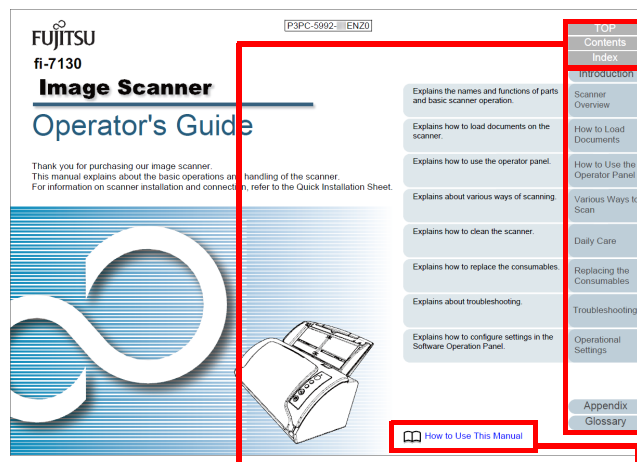 FUJITSU
P3PC-5992-   ENZ0
fi-7130
Image Scanner
Operator's Guide
Thank you for purchasing our image scanner.
This manual explains about the basic operations and handling of the scanner.
For information on scanner installation and connection, refer to the Quick Installation Sheet.
TOP
Contents
Index
Introduction
Explains the names and functions of parts
and basic scanner operation.
Scanner
Overview
Explains how to load documents on the
scanner.
How to Load
Documents
Explains how to use the operator panel.
How to Use the
Operator Panel
Explains about various ways of scanning.
Various Ways to
Scan
Explains how to clean the scanner.
Daily Care
Explains how to replace the consumables.
Replacing the
Consumables
Explains about troubleshooting.
Troubleshooting
Explains how to configure settings in the
Software Operation Panel.
Operational
Settings
Appendix
Glossary
How to Use This Manual